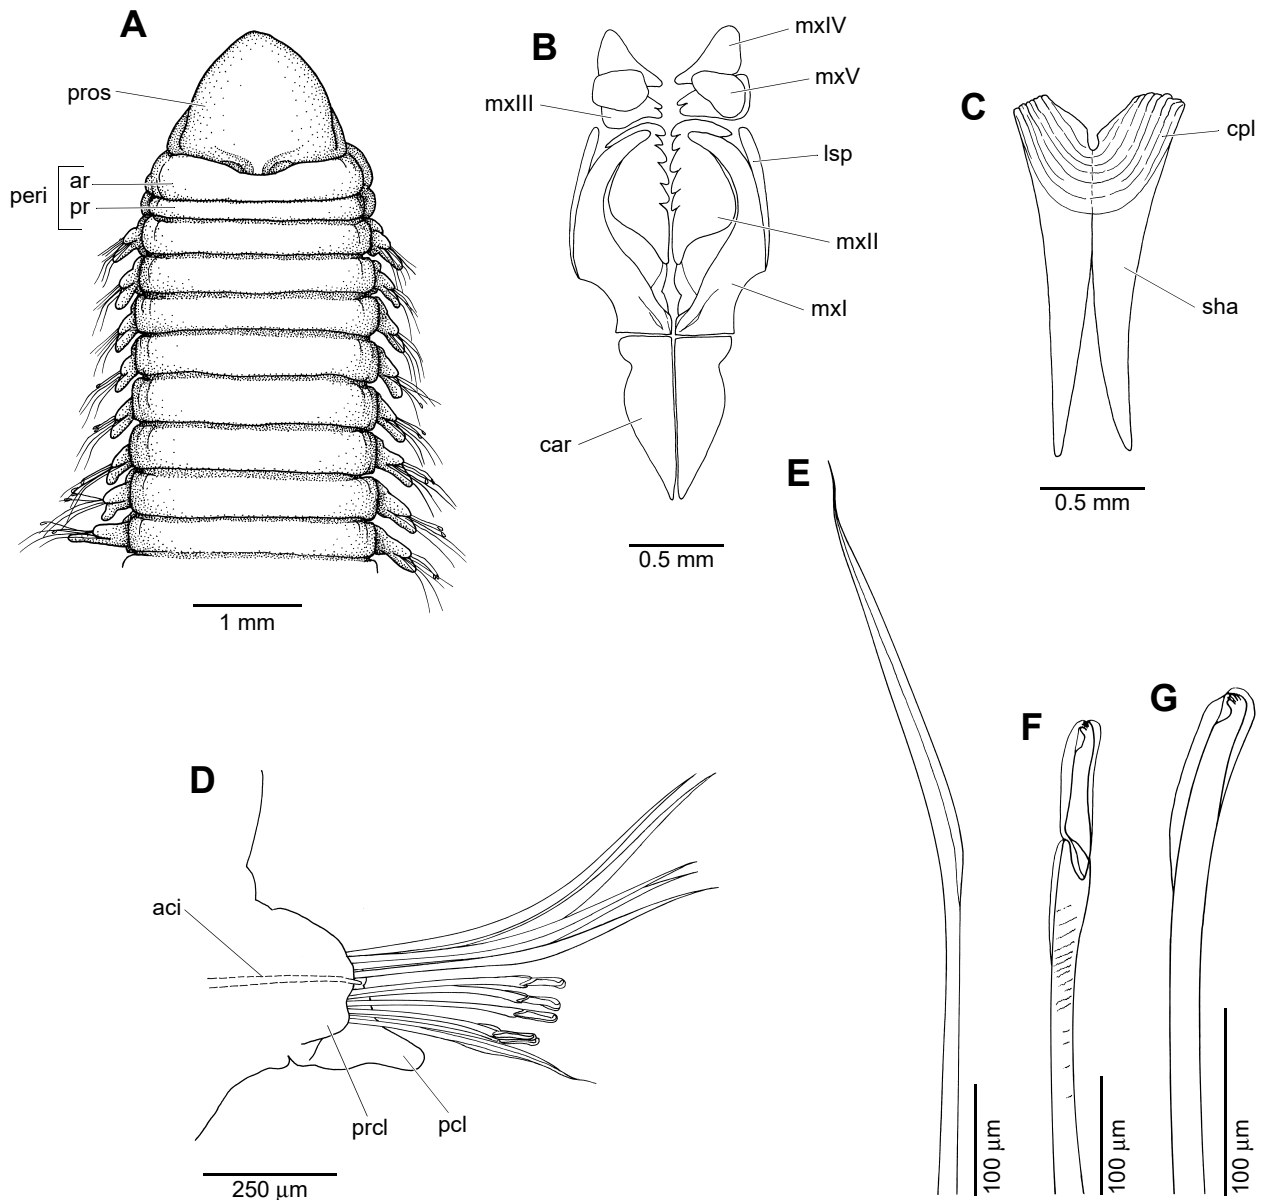 A
pros
peri
ar
pr
1 mm
B
mxIV
mxV
mxIII
lsp
mxII
mxI
car
0.5 mm
C
cpl
sha
0.5 mm
D
aci
prcl
pcl
250 µm
E
100 µm
F
100 µm
G
100 µm